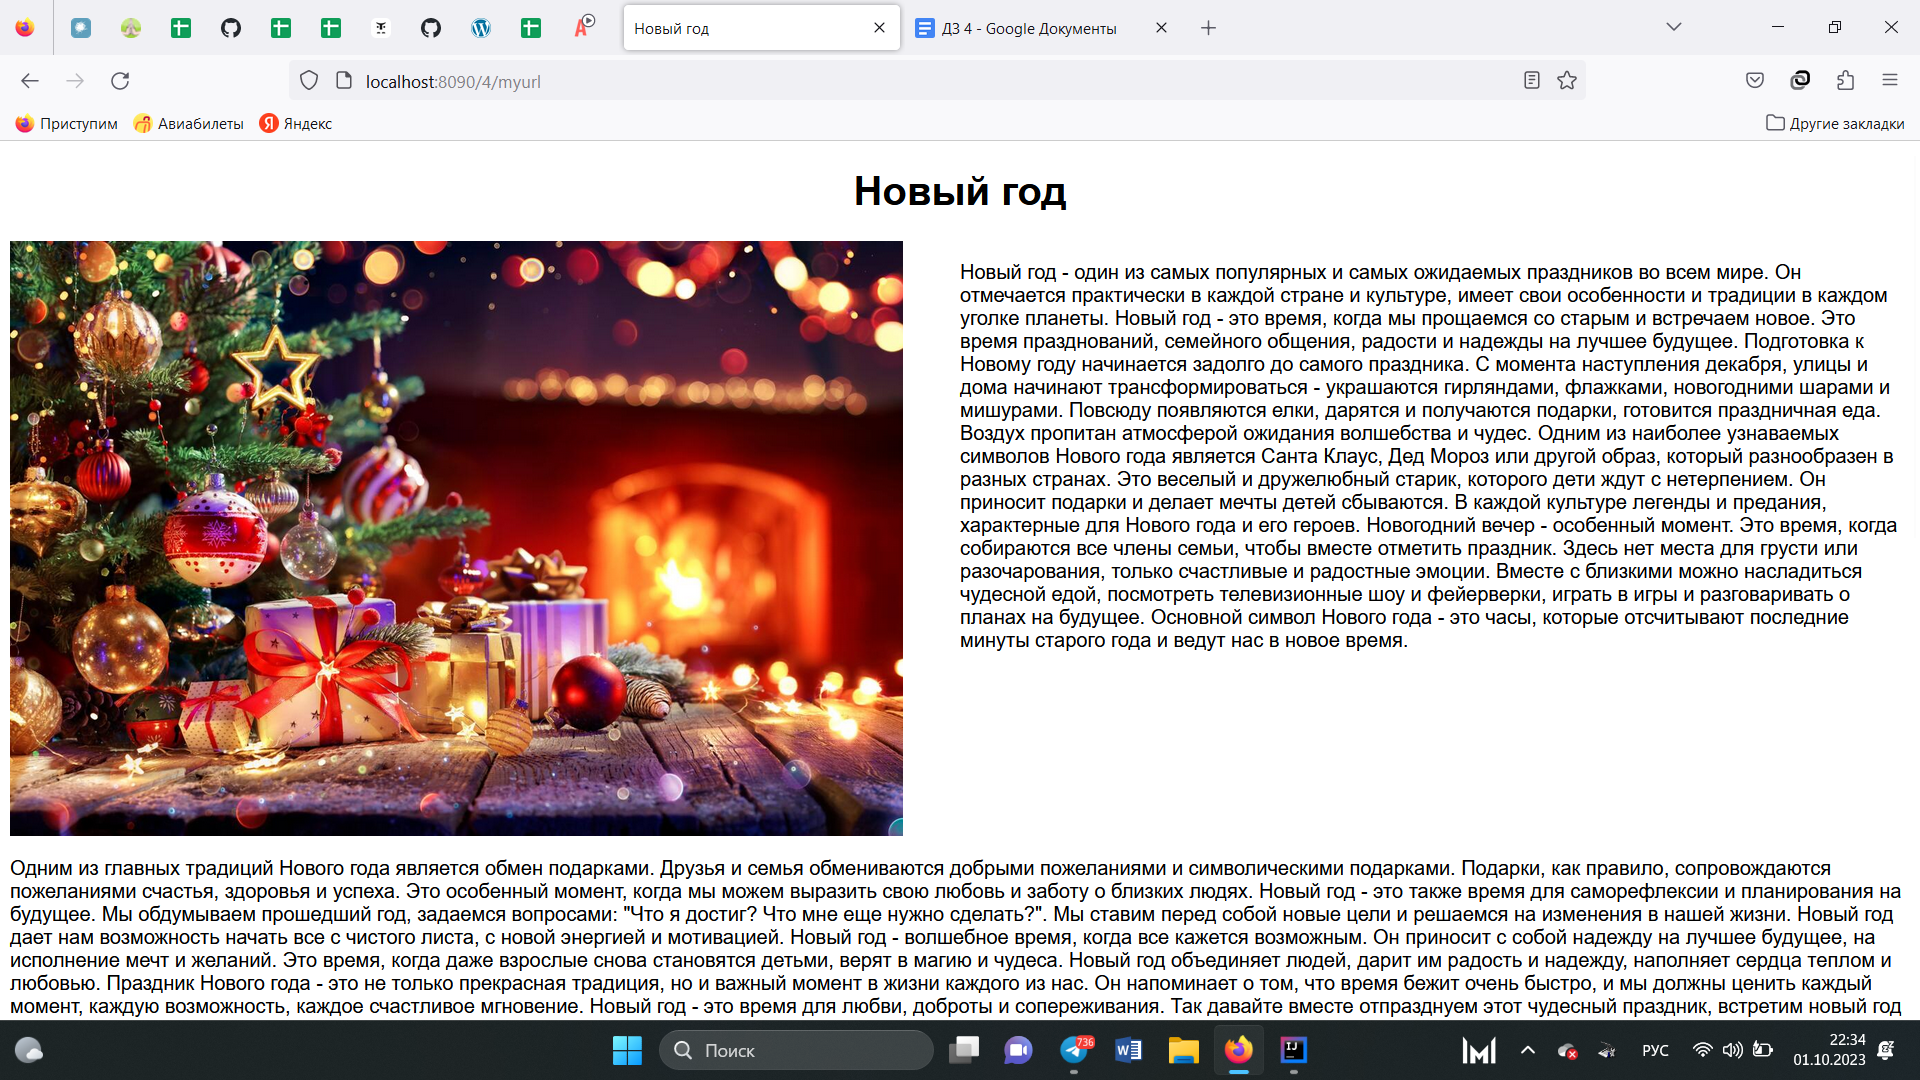 Новый год
ДЗ 4 - Google Документы
localhost:8090/4/myurl
Приступим
Авиабилеты
Яндекс
Другие закладки
Новый год
Новый год - один из самых популярных и самых ожидаемых праздников во всем мире. Он
отмечается практически в каждой стране и культуре, имеет свои особенности и традиции в каждом
уголке планеты. Новый год - это время, когда мы прощаемся со старым и встречаем новое. Это
время празднований, семейного общения, радости и надежды на лучшее будущее. Подготовка к
Новому году начинается задолго до самого праздника. С момента наступления декабря, улицы и
дома начинают трансформироваться - украшаются гирляндами, флажками, новогодними шарами и
мишурами. Повсюду появляются елки, дарятся и получаются подарки, готовится праздничная еда.
Воздух пропитан атмосферой ожидания волшебства и чудес. Одним из наиболее узнаваемых
символов Нового года является Санта Клаус, Дед Мороз или другой образ, который разнообразен в
разных странах. Это веселый и дружелюбный старик, которого дети ждут с нетерпением. Он
приносит подарки и делает мечты детей сбываются. В каждой культуре легенды и предания,
характерные для Нового года и его героев. Новогодний вечер - особенный момент. Это время, когда
собираются все члены семьи, чтобы вместе отметить праздник. Здесь нет места для грусти или
разочарования, только счастливые и радостные эмоции. Вместе с близкими можно насладиться
чудесной едой, посмотреть телевизионные шоу и фейерверки, играть в игры и разговаривать о
планах на будущее. Основной символ Нового года - это часы, которые отсчитывают последние
минуты старого года и ведут нас в новое время.
Одним из главных традиций Нового года является обмен подарками. Друзья и семья обмениваются добрыми пожеланиями и символическими подарками. Подарки, как правило, сопровождаются
пожеланиями счастья, здоровья и успеха. Это особенный момент, когда мы можем выразить свою любовь и заботу о близких людях. Новый год - это также время для саморефлексии и планирования на
будущее. Мы обдумываем прошедший год, задаемся вопросами: "Что я достиг? Что мне еще нужно сделать?". Мы ставим перед собой новые цели и решаемся на изменения в нашей жизни. Новый год
дает нам возможность начать все с чистого листа, с новой энергией и мотивацией. Новый год - волшебное время, когда все кажется возможным. Он приносит с собой надежду на лучшее будущее, на
исполнение мечт и желаний. Это время, когда даже взрослые снова становятся детьми, верят в магию и чудеса. Новый год объединяет людей, дарит им радость и надежду, наполняет сердца теплом и
любовью. Праздник Нового года - это не только прекрасная традиция, но и важный момент в жизни каждого из нас. Он напоминает о том, что время бежит очень быстро, и мы должны ценить каждый
момент, каждую возможность, каждое счастливое мгновение. Новый год - это время для любви, доброты и сопереживания. Так давайте вместе отпразднуем этот чудесный праздник, встретим новый год
Поиск
736
РУС
22:34
01.10.2023